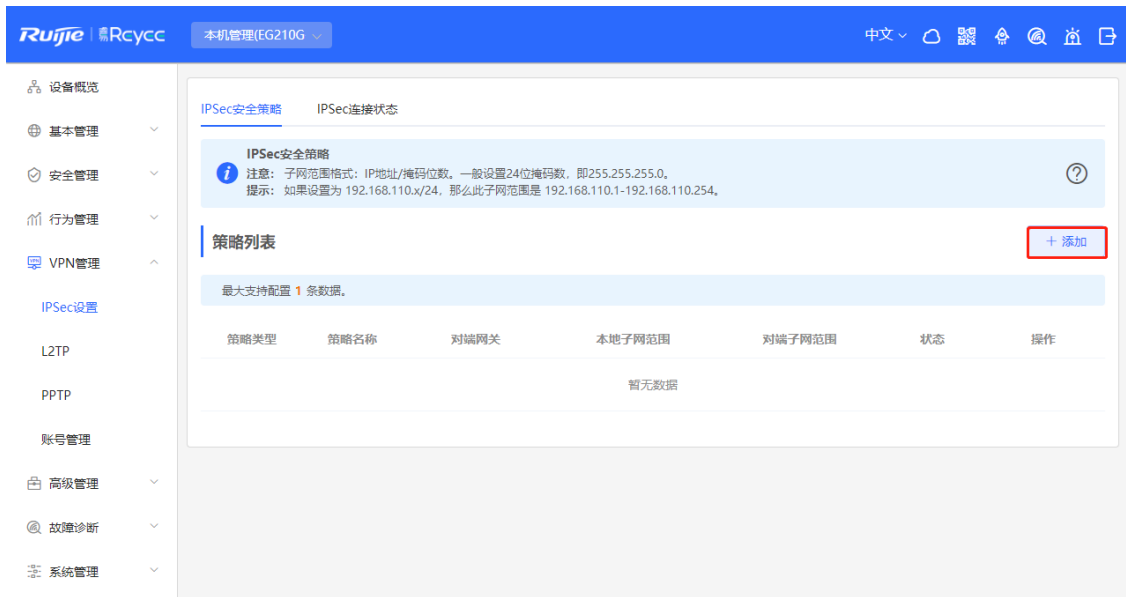 Ruijie | 睿Rcycc 本机管理(EG210G 中文
设备概览
基本管理
安全管理
行为管理
VPN管理
IPSec设置
L2TP
PPTP
账号管理
高级管理
故障诊断
系统管理
IPSec安全策略 IPSec连接状态
IPSec安全策略
注意： 子网范围格式：IP地址/掩码位数。一般设置24位掩码数，即255.255.255.0。
提示： 如果设置为 192.168.110.x/24，那么此子网范围是 192.168.110.1-192.168.110.254。
策略列表 + 添加
最大支持配置 1 条数据。
策略类型 策略名称 对端网关 本地子网范围 对端子网范围 状态 操作
暂无数据